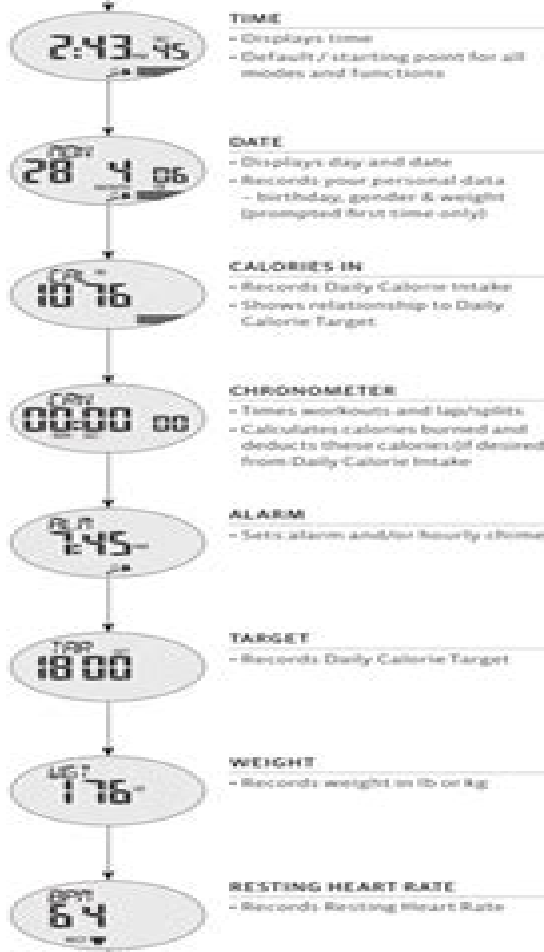 TIME
2:43 45
– Displays time
– Default / starting point for all
modes and functions
DATE
MON
28 4 06
– Displays day and date
– Records your personal data
– birthday, gender & weight
(prompted first time only)
CALORIES IN
CAL IN
1076
– Records Daily Calorie Intake
– Shows relationship to Daily
Calorie Target
CHRONOMETER
00:00 00
– Times workouts and lap/splits
– Calculates calories burned and
deducts these calories (if desired
from Daily Calorie Intake
ALARM
ALM
7:45
– Sets alarm and/or hourly chime
TARGET
TAR
1800
– Records Daily Calorie Target
WEIGHT
WGT
176
– Records weight in lb or kg
RESTING HEART RATE
64
– Records Resting Heart Rate